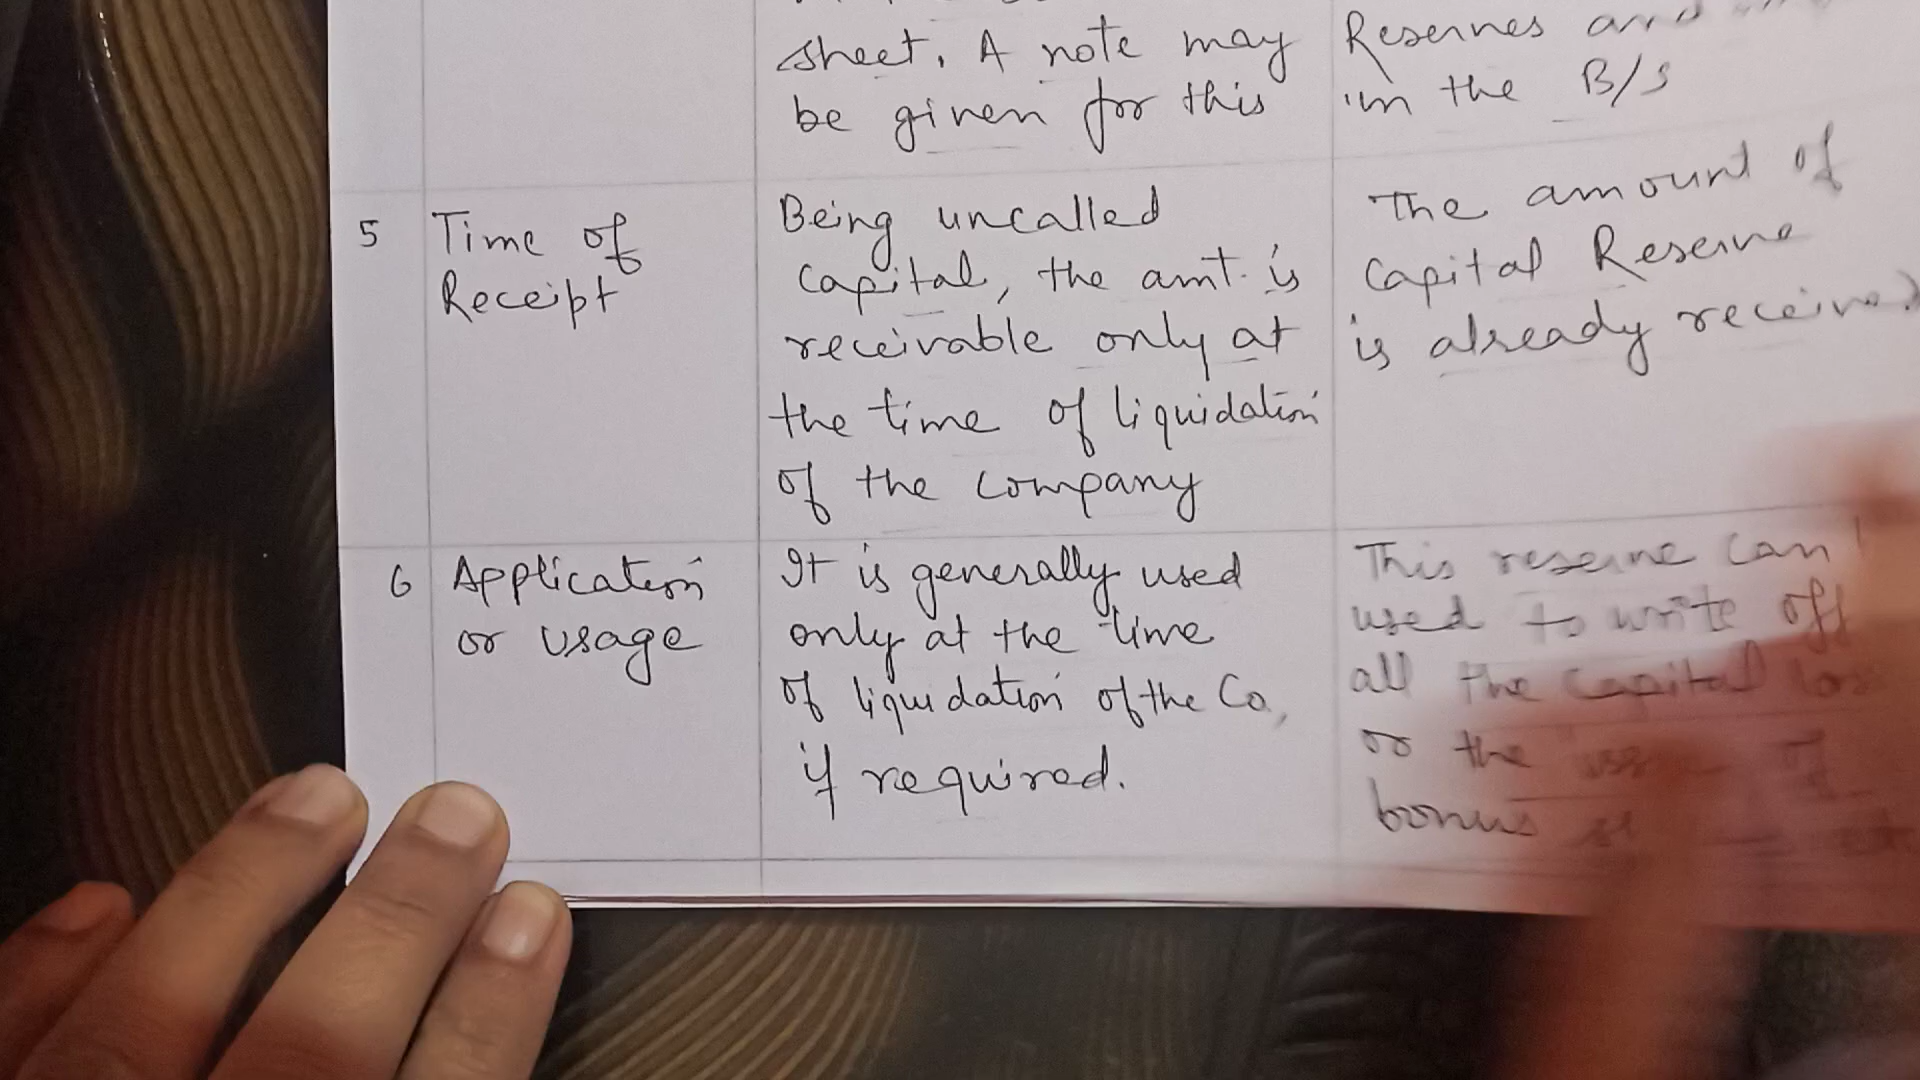 sheet. A note may
be given for this
Reserves and
in the B/S
5
Time of
Receipt
Being uncalled
capital, the amt. is
receivable only at
the time of liquidation
of the company
The amount of
Capital Reserve
is already received
6
Application
or usage
It is generally used
only at the time
of liquidation of the Co,
if required.
This reserve can
used to write off
all the capital
or the of
bonus